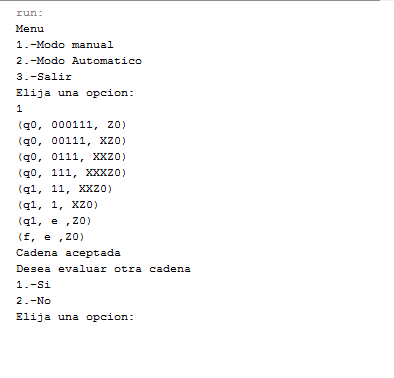 run:
Menu
1.-Modo manual
2.-Modo Automatico
3.-Salir
Elija una opcion:
1
(q0, 000111, Z0)
(q0, 00111, XZ0)
(q0, 0111, XXZ0)
(q0, 111, XXXZ0)
(q1, 11, XXZ0)
(q1, 1, XZ0)
(q1, e ,Z0)
(f, e ,Z0)
Cadena aceptada
Desea evaluar otra cadena
1.-Si
2.-No
Elija una opcion: